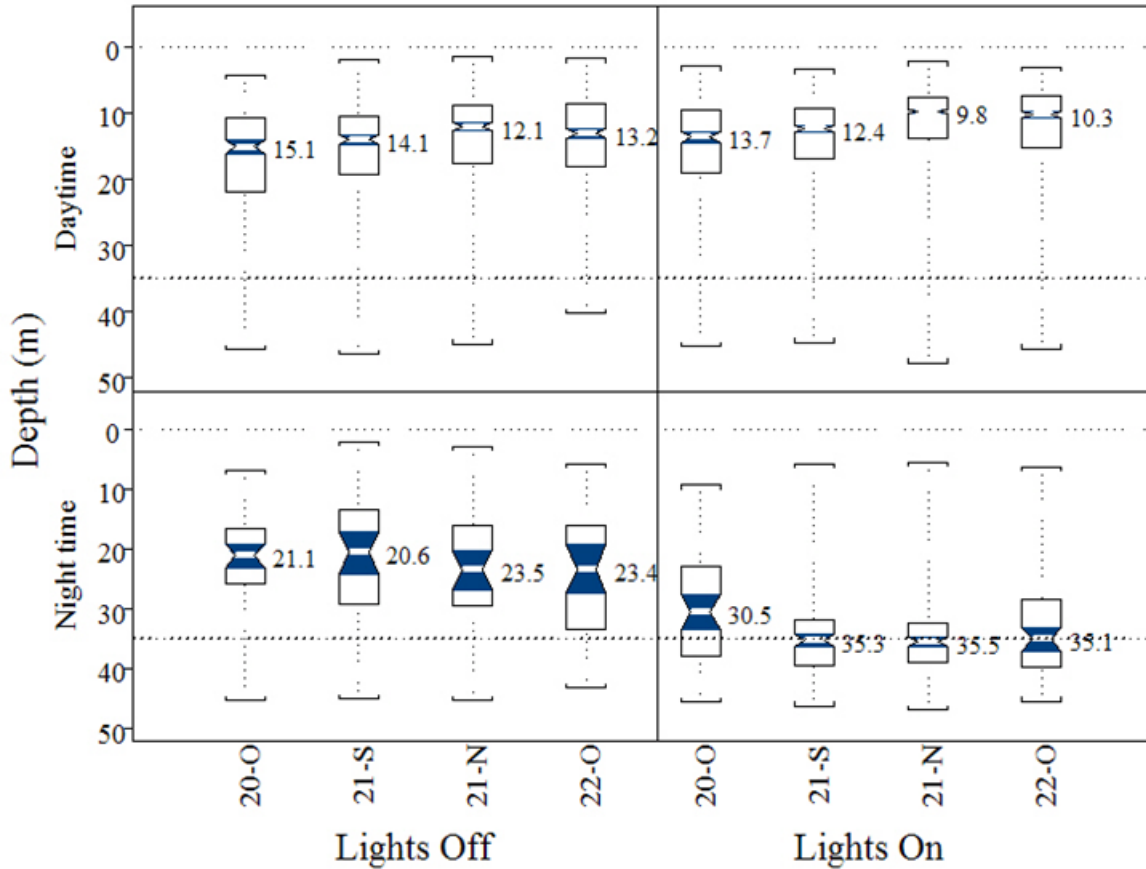 Depth (m)
Daytime
0
10
20
30
40
50
15.1
14.1
12.1
13.2
13.7
12.4
9.8
10.3
Night time
0
10
20
30
40
50
21.1
20.6
23.5
23.4
30.5
35.3
35.5
35.1
20-O
21-S
21-N
22-O
20-O
21-S
21-N
22-O
Lights Off
Lights On